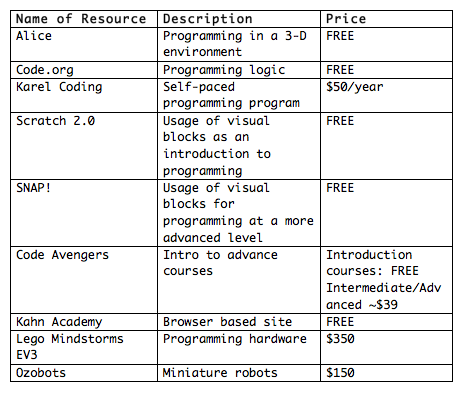 Name of Resource Description Price
Alice Programming in a 3-D FREE
environment
Code.org Programming logic FREE
Karel Coding Self-paced $50/year
programming program
Scratch 2.0 Usage of visual FREE
blocks as an
introduction to
programming
SNAP! Usage of visual FREE
blocks for
programming at a more
advanced level
Code Avengers Intro to advance Introduction
courses courses: FREE
Intermediate/Adv
anced ~$39
Kahn Academy Browser based site FREE
Lego Mindstorms Programming hardware $350
EV3
Ozobots Miniature robots $150